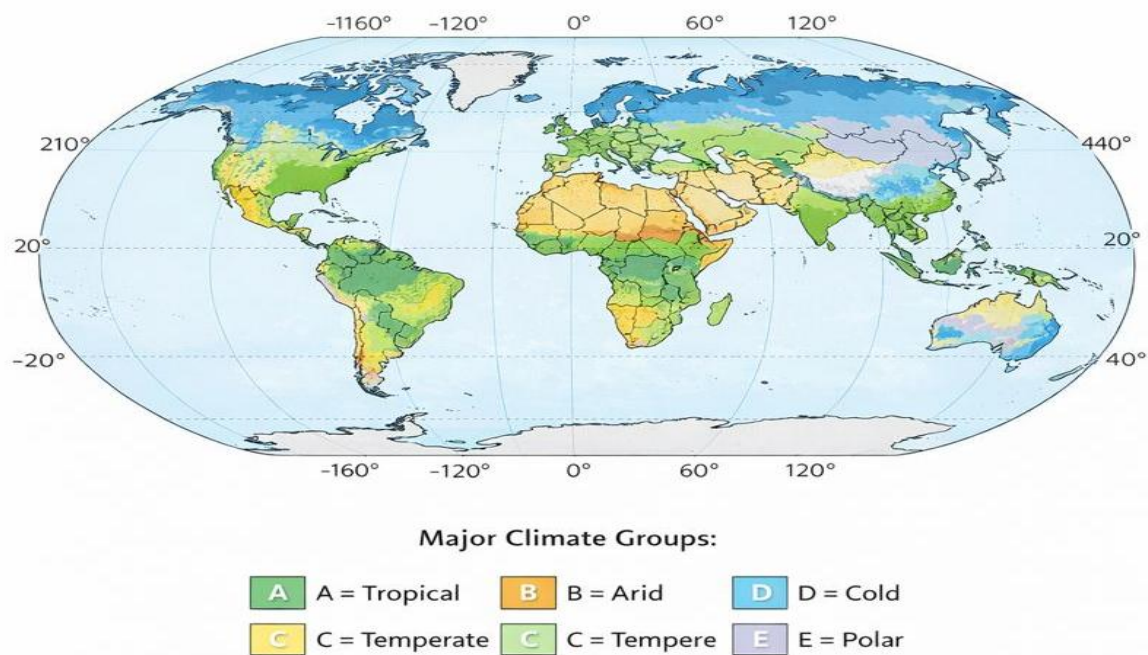 -1160° -120° 0° 60° 120°
210° 440°
20° 20°
-20° 40°
-160° -120° 0° 60° 120°
Major Climate Groups:
A A = Tropical B B = Arid D D = Cold
C C = Temperate C C = Tempere E E = Polar